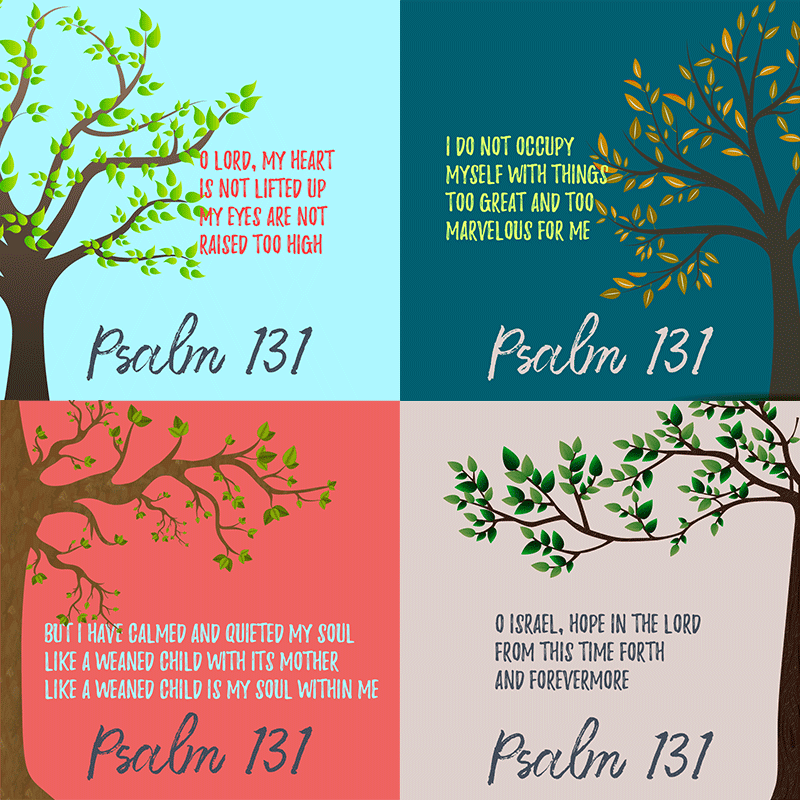 O LORD, MY HEART
IS NOT LIFTED UP
MY EYES ARE NOT
RAISED TOO HIGH
Psalm 131
I DO NOT OCCUPY
MYSELF WITH THINGS
TOO GREAT AND TOO
MARVELOUS FOR ME
Psalm 131
BUT I HAVE CALMED AND QUIETED MY SOUL
LIKE A WEANED CHILD WITH ITS MOTHER
LIKE A WEANED CHILD IS MY SOUL WITHIN ME
Psalm 131
O ISRAEL, HOPE IN THE LORD
FROM THIS TIME FORTH
AND FOREVERMORE
Psalm 131